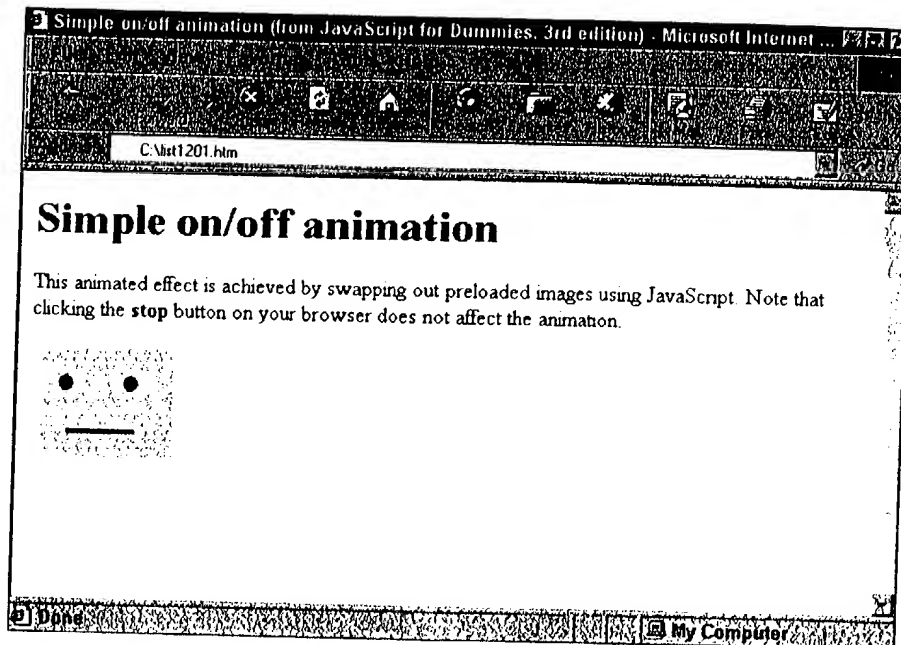 Simple on/off animation (from JavaScript for Dummies, 3rd edition) - Microsoft Internet ...
C:\list1201.htm
Simple on/off animation
This animated effect is achieved by swapping out preloaded images using JavaScript. Note that
clicking the stop button on your browser does not affect the animation.
Done
My Computer